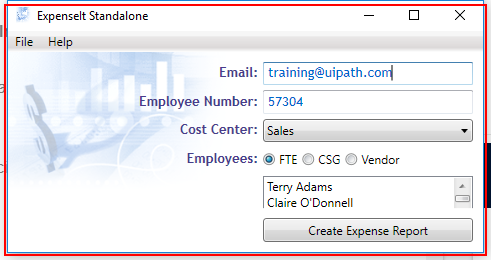 ExpenseIt Standalone
File Help
Email: training@uipath.com
Employee Number: 57304
Cost Center: Sales
Employees: FTE CSG Vendor
Terry Adams
Claire O'Donnell
Create Expense Report